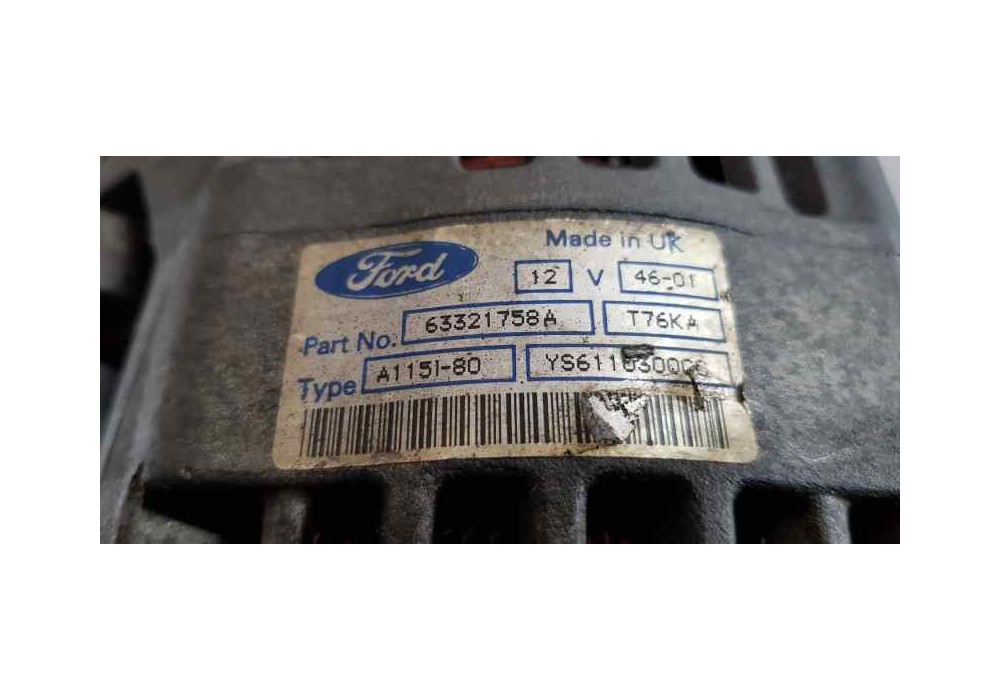 Made in UK
Ford
12 V 46-01
Part No. 63321758A T76KA
Type A115I-80